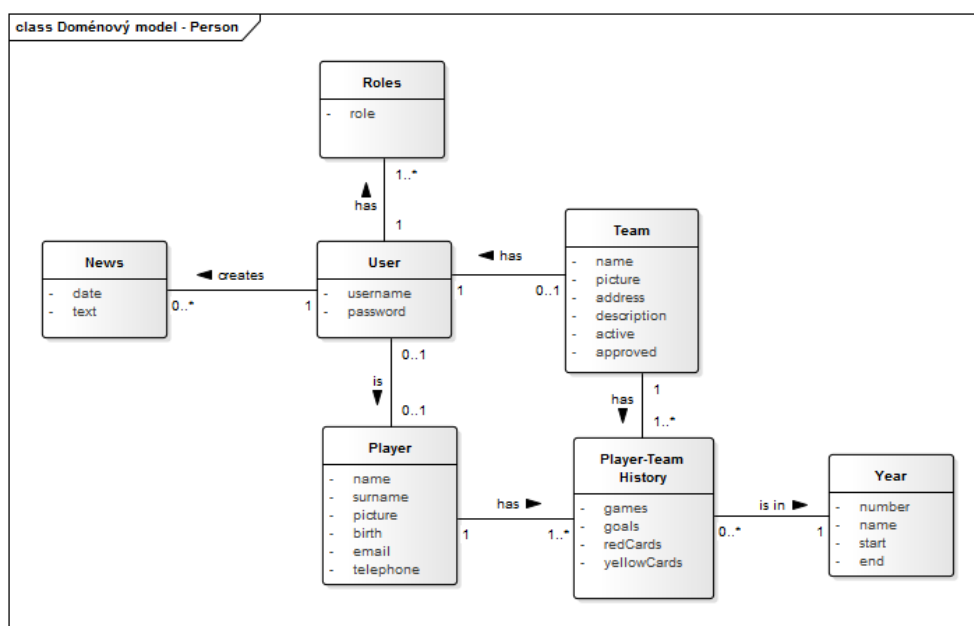 class Doménový model - Person
Roles
- role
1..*
has
1
News
- date
- text
creates
0..*
1
User
- username
- password
has
1
0..1
Team
- name
- picture
- address
- description
- active
- approved
0..1
is
0..1
1
has
1..*
Player
- name
- surname
- picture
- birth
- email
- telephone
has
1
1..*
Player-Team
History
- games
- goals
- redCards
- yellowCards
is in
0..*
1
Year
- number
- name
- start
- end